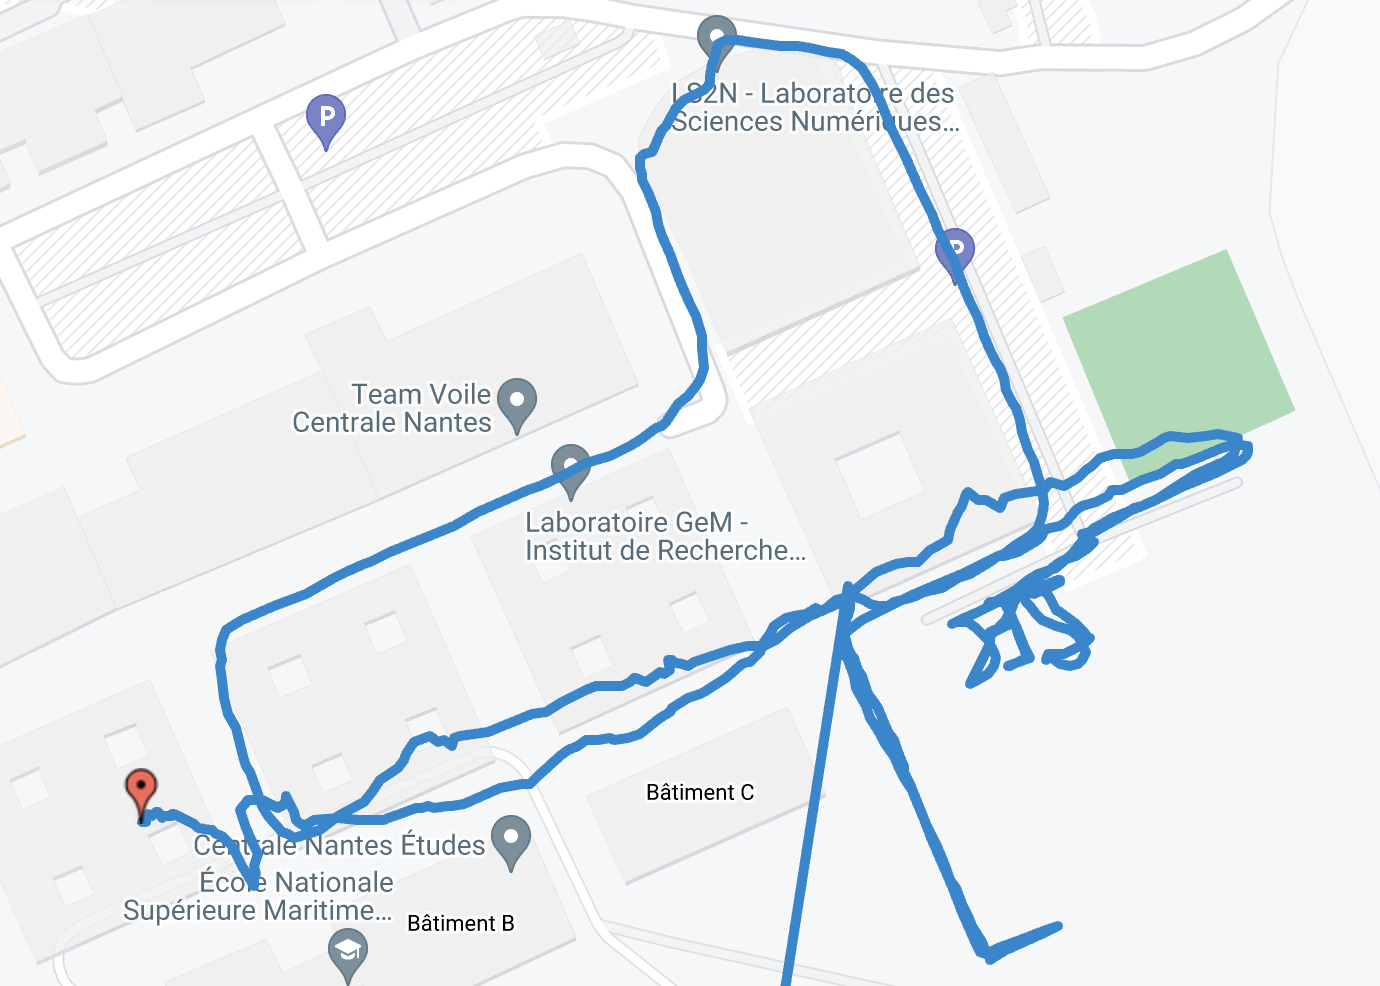 P
LS2N - Laboratoire des
Sciences Numériques...
P
Team Voile
Centrale Nantes
Laboratoire GeM -
Institut de Recherche...
Bâtiment C
Centrale Nantes Études
École Nationale
Supérieure Maritime...
Bâtiment B